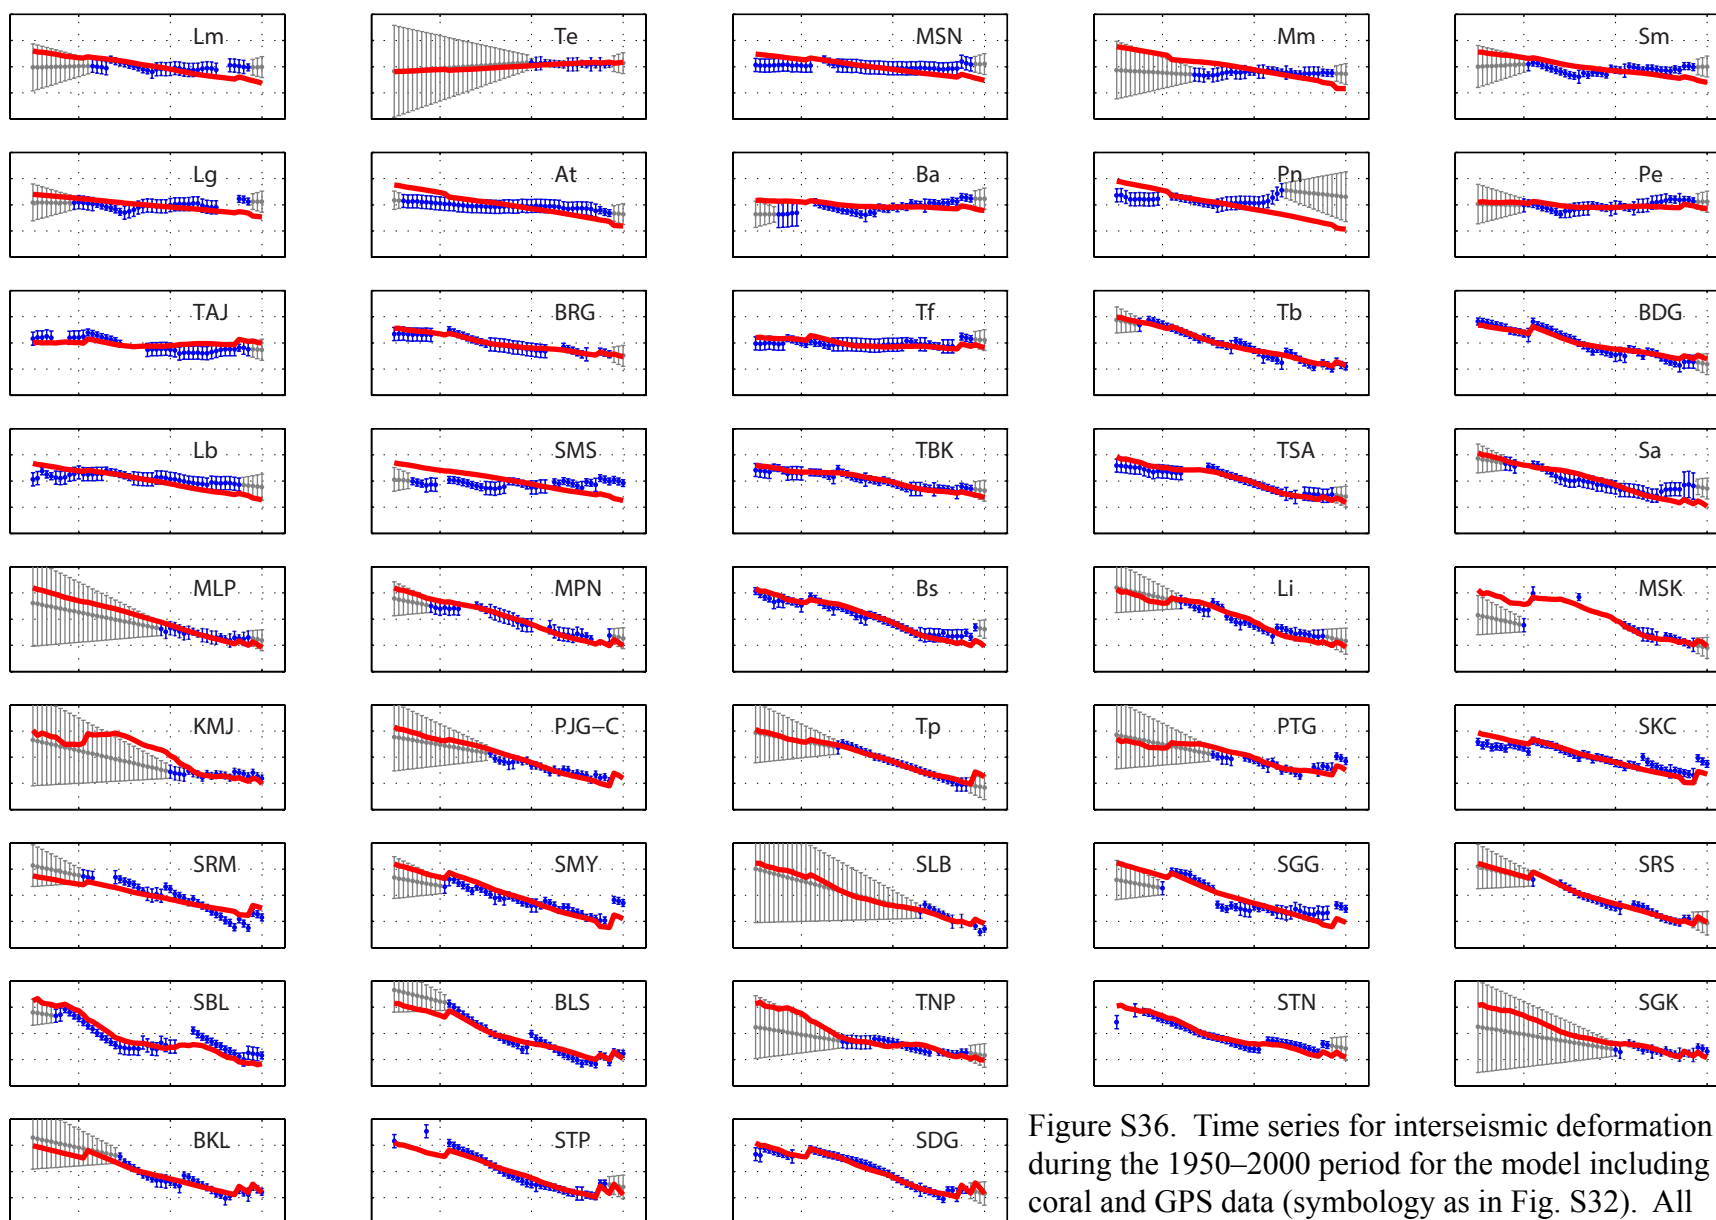 Lm
Te
MSN
Mm
Sm
Lg
At
Ba
Pn
Pe
TAJ
BRG
Tf
Tb
BDG
Lb
SMS
TBK
TSA
Sa
MLP
MPN
Bs
Li
MSK
KMJ
PJG–C
Tp
PTG
SKC
SRM
SMY
SLB
SGG
SRS
SBL
BLS
TNP
STN
SGK
BKL
STP
SDG
Figure S36. Time series for interseismic deformation
during the 1950–2000 period for the model including
coral and GPS data (symbology as in Fig. S32). All